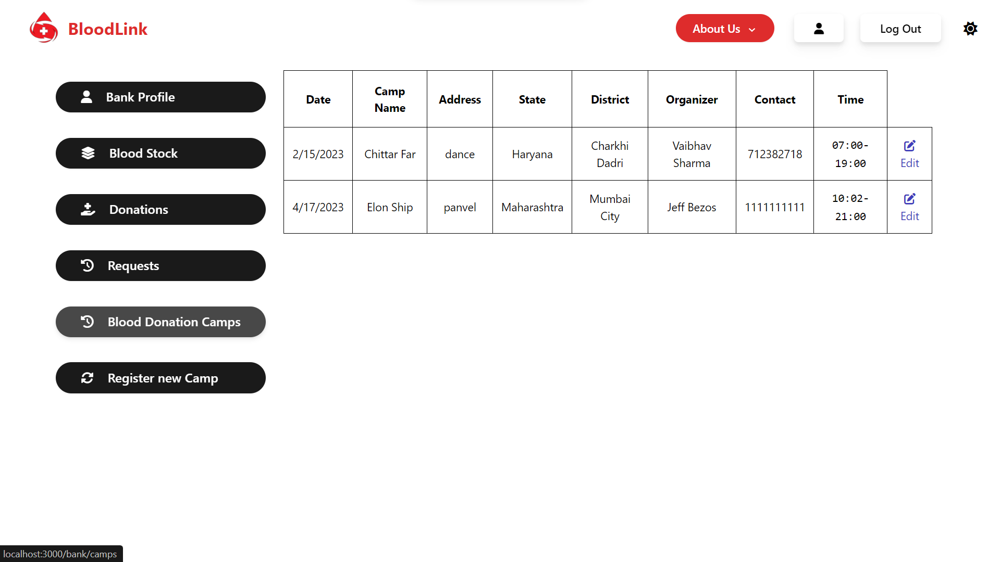 BloodLink
About Us
Log Out
Bank Profile
Blood Stock
Donations
Requests
Blood Donation Camps
Register new Camp
Date
Camp
Name
Address
State
District
Organizer
Contact
Time
2/15/2023
Chittar Far
dance
Haryana
Charkhi
Dadri
Vaibhav
Sharma
712382718
07:00-
19:00
Edit
4/17/2023
Elon Ship
panvel
Maharashtra
Mumbai
City
Jeff Bezos
1111111111
10:02-
21:00
Edit
localhost:3000/bank/camps